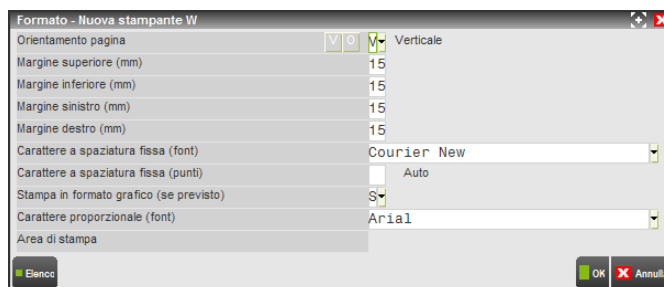 Formato - Nuova stampante W
Orientamento pagina V O V Verticale
Margine superiore (mm) 15
Margine inferiore (mm) 15
Margine sinistro (mm) 15
Margine destro (mm) 15
Carattere a spaziatura fissa (font) Courier New
Carattere a spaziatura fissa (punti) Auto
Stampa in formato grafico (se previsto) S
Carattere proporzionale (font) Arial
Area di stampa
Elenco OK Annulla